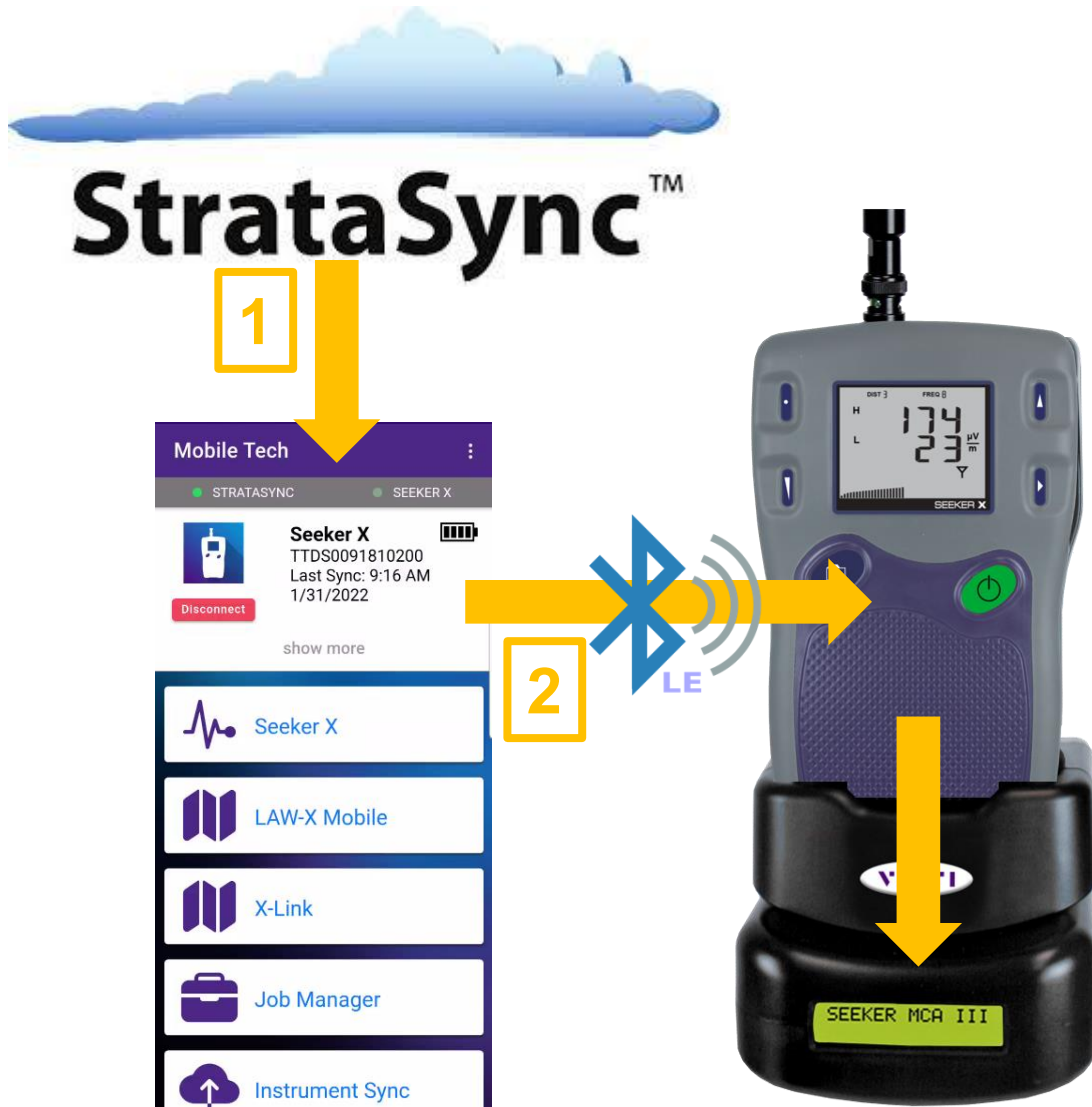 StrataSync™
1
Mobile Tech
STRATASYNC
SEEKER X
Seeker X
TTDS0091810200
Last Sync: 9:16 AM
1/31/2022
Disconnect
show more
2
LE
Seeker X
LAW-X Mobile
X-Link
Job Manager
Instrument Sync
DIST 3
FREQ 8
H 174
L 23 µV/m
SEEKER X
SEEKER MCA III